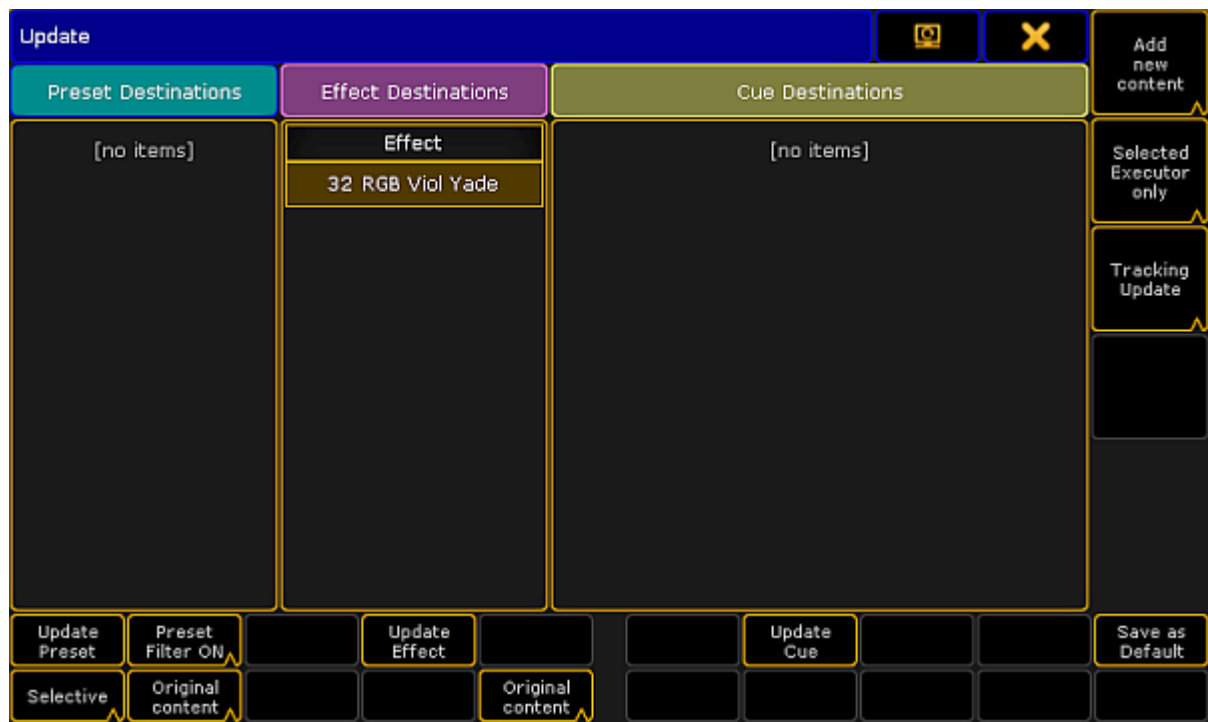 Update
Add
new
content
Preset Destinations
Effect Destinations
Cue Destinations
[no items]
Effect
32 RGB Viol Yade
[no items]
Selected
Executor
only
Tracking
Update
Update
Preset
Preset
Filter ON
Update
Effect
Update
Cue
Save as
Default
Selective
Original
content
Original
content